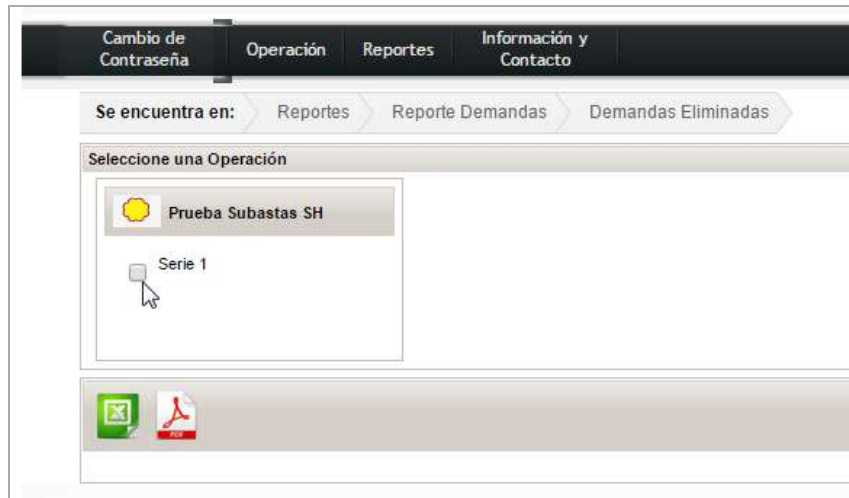 Cambio de
Contraseña
Operación
Reportes
Información y
Contacto
Se encuentra en: Reportes Reporte Demandas Demandas Eliminadas
Seleccione una Operación
Prueba Subastas SH
Serie 1
PDF